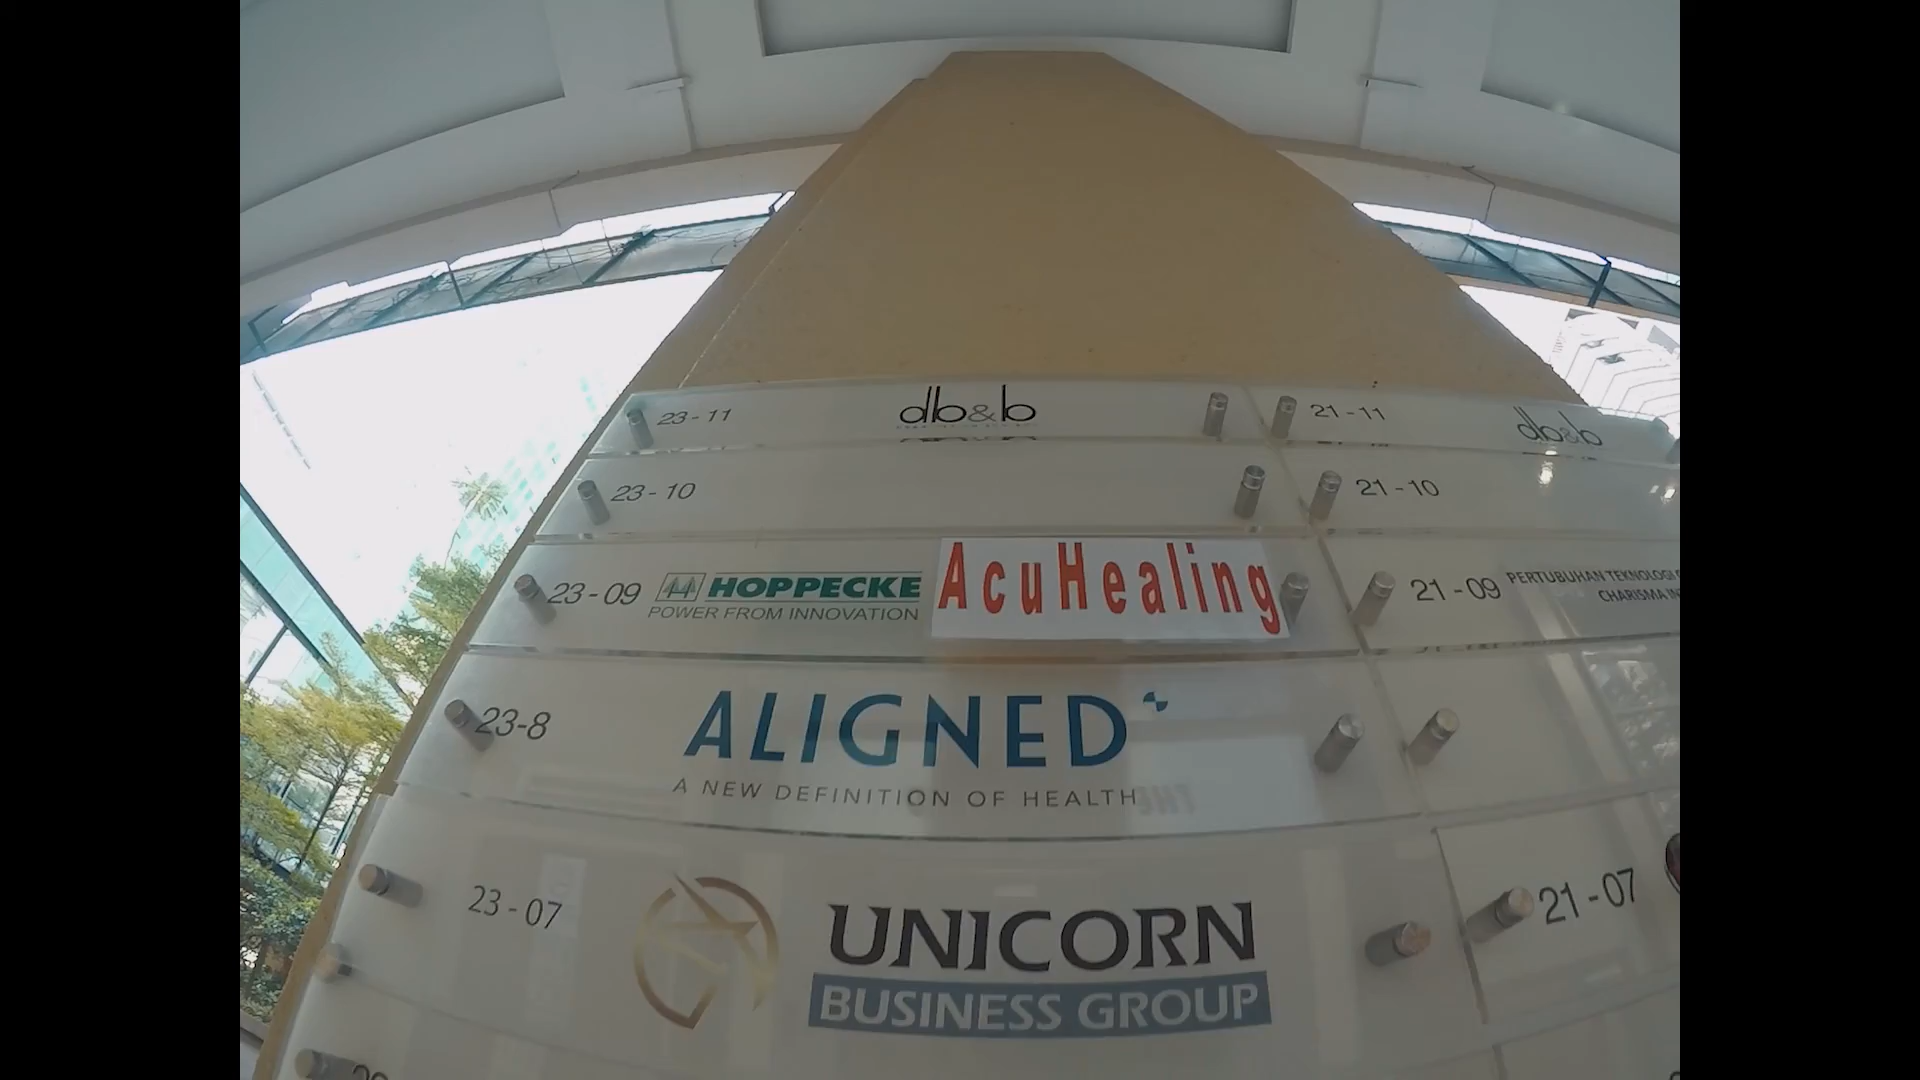 23 - 11
db&b
21 - 11
db&b
23 - 10
21 - 10
23 - 09
HOPPECKE
POWER FROM INNOVATION
AcuHealing
21 - 09
PERTUBUHAN TEKNOLOGI
CHARISMA
23-8
ALIGNED
A NEW DEFINITION OF HEALTH
23 - 07
UNICORN
BUSINESS GROUP
21 - 07